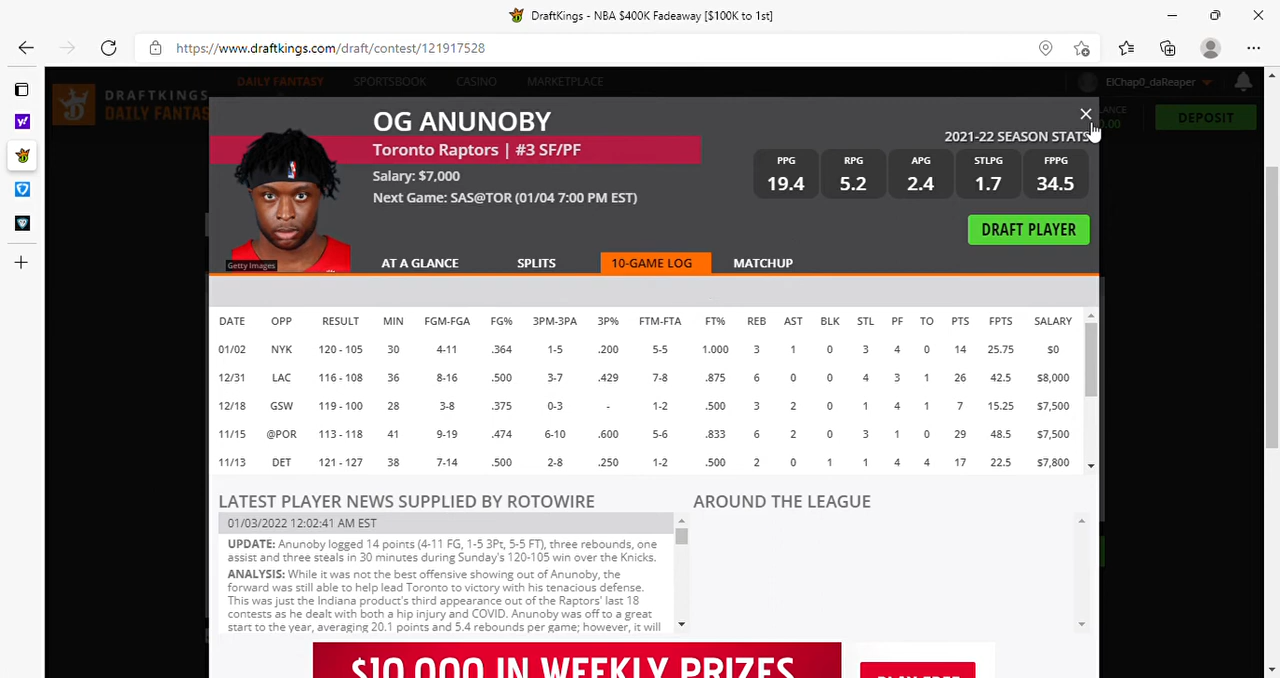 DraftKings - NBA $400K Fadeaway [$100K to 1st]
https://www.draftkings.com/draft/contest/121917528
DAILY FANTASY SPORTSBOOK CASINO MARKETPLACE
ElChap0_daReaper
DRAFTKINGS
DAILY FANTAS
DEPOSIT
OG ANUNOBY
Toronto Raptors | #3 SF/PF
Salary: $7,000
Next Game: SAS@TOR (01/04 7:00 PM EST)
2021-22 SEASON STATS
PPG RPG APG STLPG FPPG
19.4 5.2 2.4 1.7 34.5
DRAFT PLAYER
Getty Images
AT A GLANCE SPLITS 10-GAME LOG MATCHUP
DATE OPP RESULT MIN FGM-FGA FG% 3PM-3PA 3P% FTM-FTA FT% REB AST BLK STL PF TO PTS FPTS SALARY
01/02 NYK 120 - 105 30 4-11 .364 1-5 .200 5-5 1.000 3 1 0 3 4 0 14 25.75 $0
12/31 LAC 116 - 108 36 8-16 .500 3-7 .429 7-8 .875 6 0 0 4 3 1 26 42.5 $8,000
12/18 GSW 119 - 100 28 3-8 .375 0-3 - 1-2 .500 3 2 0 1 4 1 7 15.25 $7,500
11/15 @POR 113 - 118 41 9-19 .474 6-10 .600 5-6 .833 6 2 0 3 1 0 29 48.5 $7,500
11/13 DET 121 - 127 38 7-14 .500 2-8 .250 1-2 .500 2 0 1 1 4 4 17 22.5 $7,800
LATEST PLAYER NEWS SUPPLIED BY ROTOWIRE
01/03/2022 12:02:41 AM EST
UPDATE: Anunoby logged 14 points (4-11 FG, 1-5 3Pt, 5-5 FT), three rebounds, one
assist and three steals in 30 minutes during Sunday's 120-105 win over the Knicks.
ANALYSIS: While it was not the best offensive showing out of Anunoby, the
forward was still able to help lead Toronto to victory with his tenacious defense.
This was just the Indiana product's third appearance out of the Raptors' last 18
contests as he dealt with both a hip injury and COVID. Anunoby was off to a great
start to the year, averaging 20.1 points and 5.4 rebounds per game; however, it will
AROUND THE LEAGUE
$10,000 IN WEEKLY PRIZES
PLAY FREE